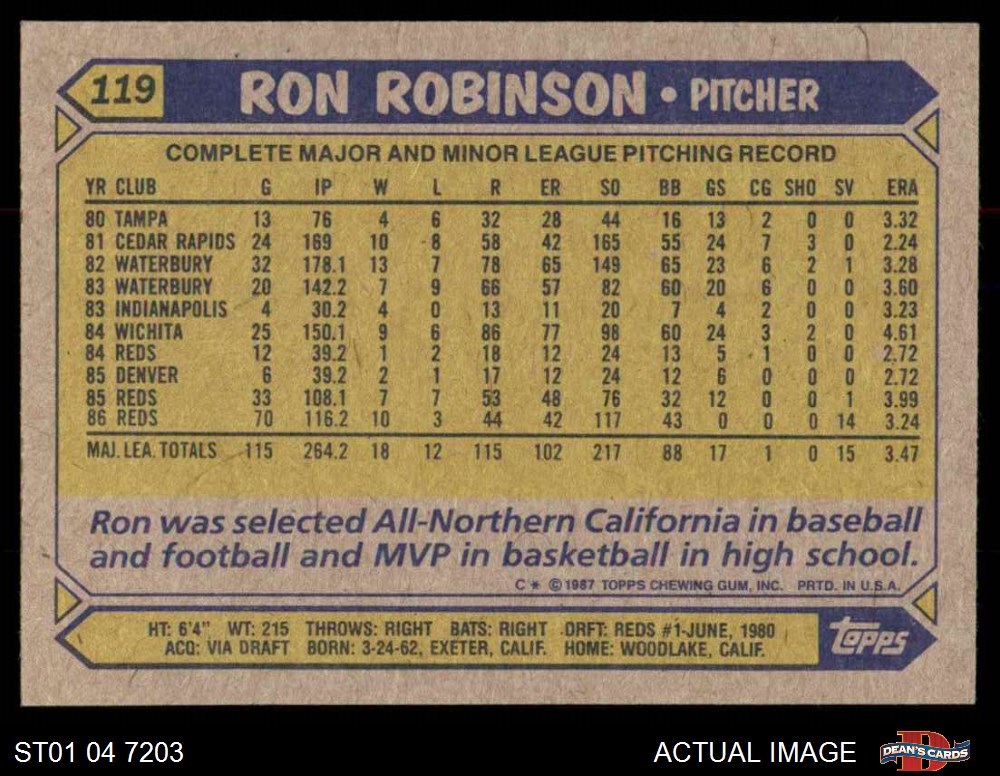 119 RON ROBINSON • PITCHER
COMPLETE MAJOR AND MINOR LEAGUE PITCHING RECORD
YR CLUB G IP W L R ER SO BB GS CG SHO SV ERA
80 TAMPA 13 76 4 6 32 28 44 16 13 2 0 0 3.32
81 CEDAR RAPIDS 24 169 10 8 58 42 165 55 24 7 3 0 2.24
82 WATERBURY 32 178.1 13 7 78 65 149 65 23 6 2 1 3.28
83 WATERBURY 20 142.2 7 9 66 57 82 60 20 6 0 0 3.60
83 INDIANAPOLIS 4 30.2 4 0 13 11 20 7 4 2 0 0 3.23
84 WICHITA 25 150.1 9 6 86 77 98 60 24 3 2 0 4.61
84 REDS 12 39.2 1 2 18 12 24 13 5 1 0 0 2.72
85 DENVER 6 39.2 2 1 17 12 24 12 6 0 0 0 2.72
85 REDS 33 108.1 7 7 53 48 76 32 12 0 0 1 3.99
86 REDS 70 116.2 10 3 44 42 117 43 0 0 0 14 3.24
MAJ. LEA. TOTALS 115 264.2 18 12 115 102 217 88 17 1 0 15 3.47
Ron was selected All-Northern California in baseball
and football and MVP in basketball in high school.
C * © 1987 TOPPS CHEWING GUM, INC. PRTD. IN U.S.A.
HT: 6'4" WT: 215 THROWS: RIGHT BATS: RIGHT DRFT: REDS #1-JUNE, 1980
ACQ: VIA DRAFT BORN: 3-24-62, EXETER, CALIF. HOME: WOODLAKE, CALIF.
topps
ST01 04 7203 ACTUAL IMAGE D DEAN'S CARDS